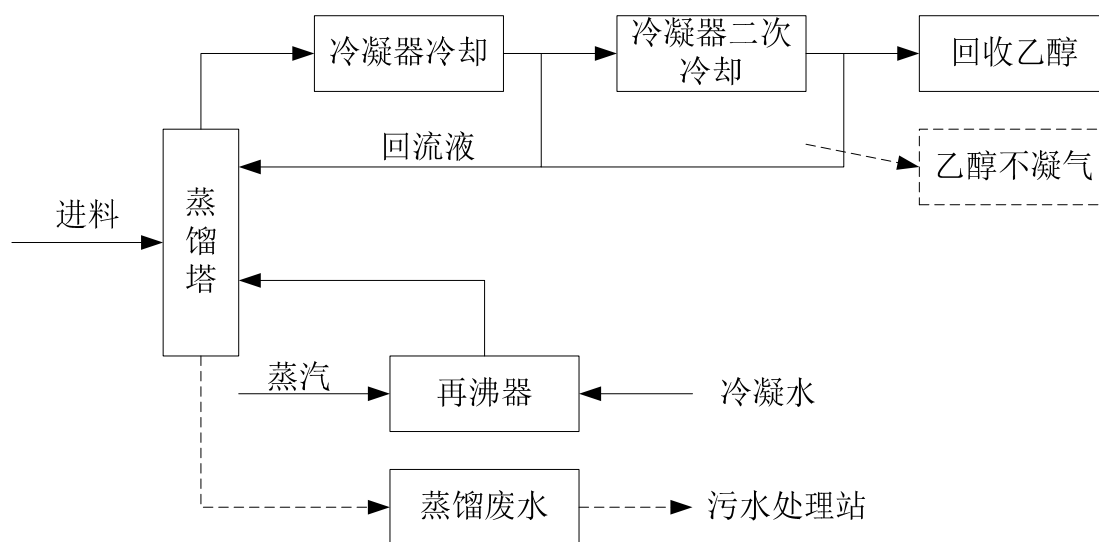 冷凝器冷却
冷凝器二次
冷却
回收乙醇
回流液
乙醇不凝气
进料
蒸
馏
塔
蒸汽
再沸器
冷凝水
蒸馏废水
污水处理站